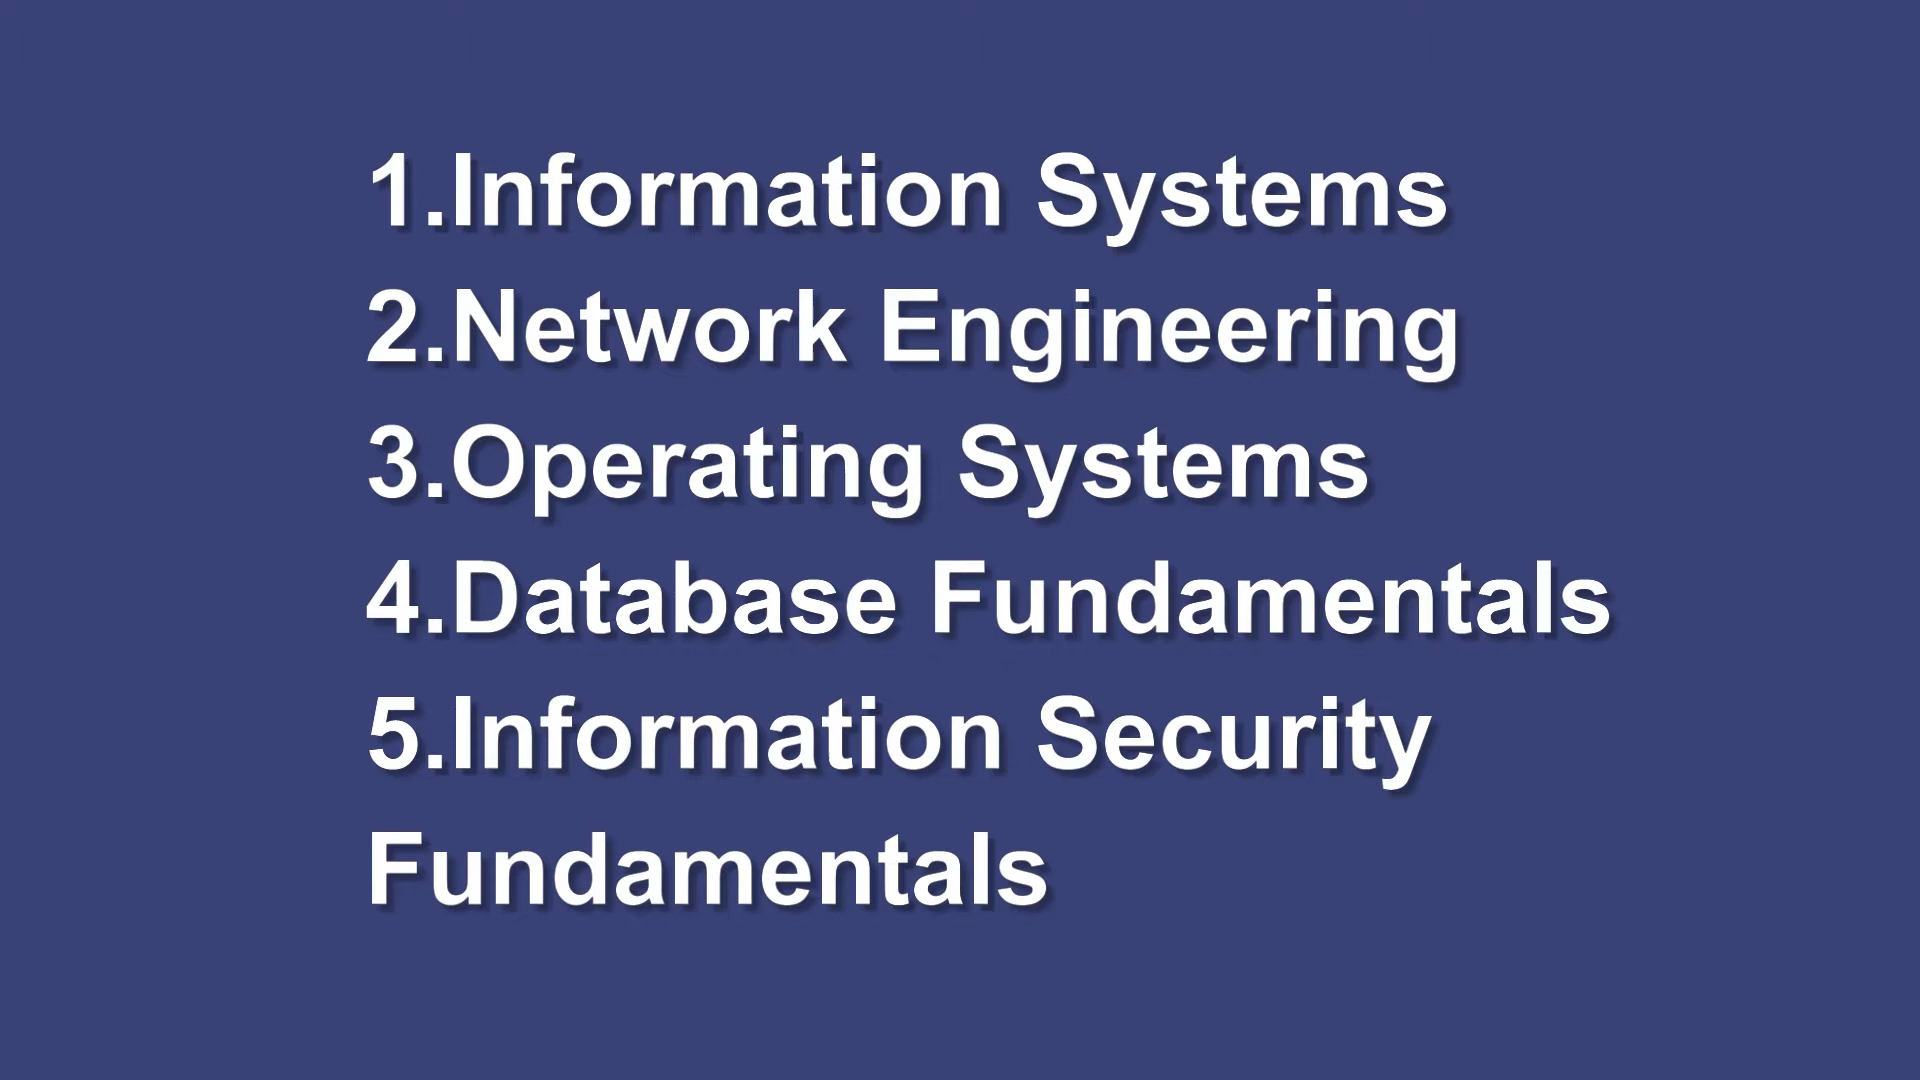 1.Information Systems
2.Network Engineering
3.Operating Systems
4.Database Fundamentals
5.Information Security
Fundamentals